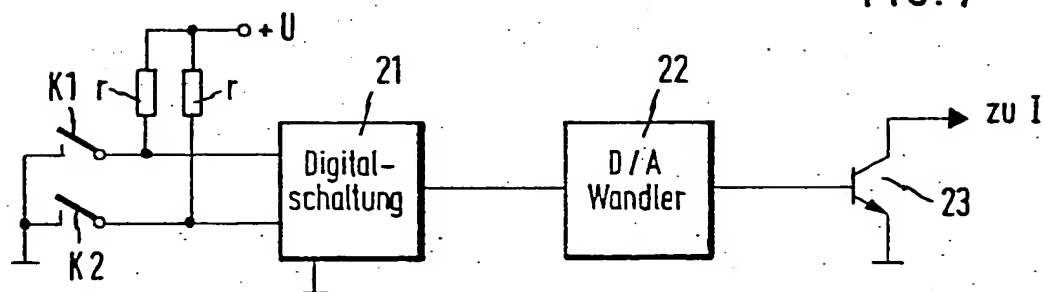 +U
K1
r
r
21
22
zu I
Digital-
schaltung
D/A
Wandler
23
K2